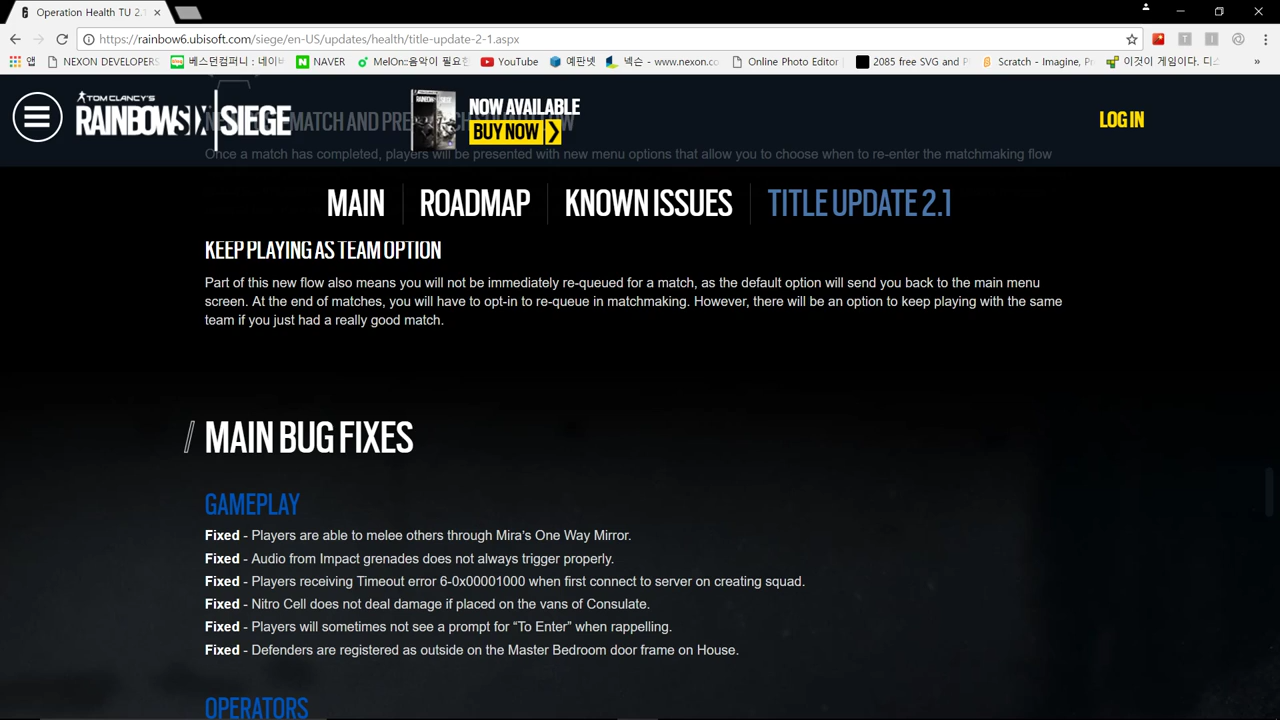 Operation Health TU 2.1
https://rainbow6.ubisoft.com/siege/en-US/updates/health/title-update-2-1.aspx
앱 NEXON DEVELOPERS 베스던컴퍼니 : 네이버 NAVER MelON::음악이 필요한 YouTube 예판넷 넥슨 - www.nexon.co Online Photo Editor 2085 free SVG and P Scratch - Imagine, Pr 이것이 게임이다. 디스 »
TOM CLANCY'S
RAINBOWSIX SIEGE
NOW AVAILABLE
BUY NOW
LOG IN
MATCH AND PRE
Once a match has completed, players will be presented with new menu options that allow you to choose when to re-enter the matchmaking flow
MAIN ROADMAP KNOWN ISSUES TITLE UPDATE 2.1
KEEP PLAYING AS TEAM OPTION
Part of this new flow also means you will not be immediately re-queued for a match, as the default option will send you back to the main menu
screen. At the end of matches, you will have to opt-in to re-queue in matchmaking. However, there will be an option to keep playing with the same
team if you just had a really good match.
MAIN BUG FIXES
GAMEPLAY
Fixed - Players are able to melee others through Mira's One Way Mirror.
Fixed - Audio from Impact grenades does not always trigger properly.
Fixed - Players receiving Timeout error 6-0x00001000 when first connect to server on creating squad.
Fixed - Nitro Cell does not deal damage if placed on the vans of Consulate.
Fixed - Players will sometimes not see a prompt for “To Enter” when rappelling.
Fixed - Defenders are registered as outside on the Master Bedroom door frame on House.
OPERATORS